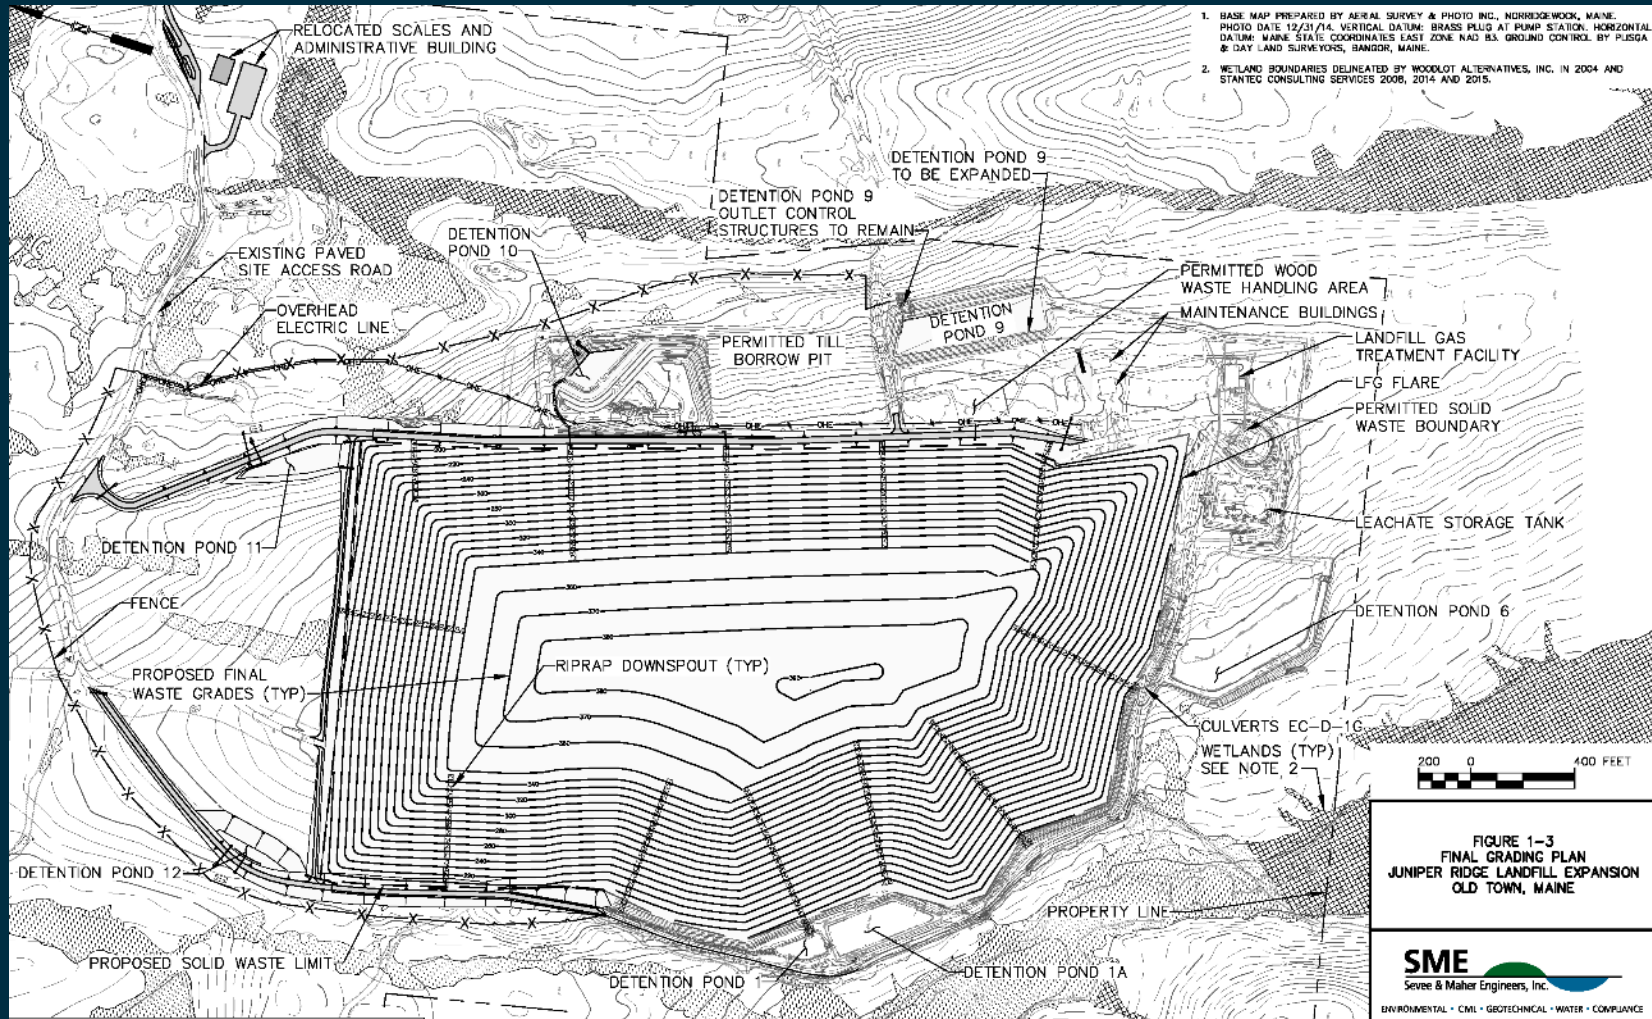 1. BASE MAP PREPARED BY AERIAL SURVEY & PHOTO INC., NORRIDGEWOCK, MAINE.
PHOTO DATE 12/31/14. VERTICAL DATUM: BRASS PLUG AT PUMP STATION. HORIZONTAL
DATUM: MAINE STATE COORDINATES EAST ZONE NAD 83. GROUND CONTROL BY PLISGA
& DAY LAND SURVEYORS, BANGOR, MAINE.
2. WETLAND BOUNDARIES DELINEATED BY WOODLOT ALTERNATIVES, INC. IN 2004 AND
STANTEC CONSULTING SERVICES 2008, 2014 AND 2015.
RELOCATED SCALES AND
ADMINISTRATIVE BUILDING
DETENTION POND 9
TO BE EXPANDED
DETENTION POND 9
OUTLET CONTROL
STRUCTURES TO REMAIN
DETENTION
POND 10
EXISTING PAVED
SITE ACCESS ROAD
OVERHEAD
ELECTRIC LINE
PERMITTED TILL
BORROW PIT
DETENTION
POND 9
PERMITTED WOOD
WASTE HANDLING AREA
MAINTENANCE BUILDINGS
LANDFILL GAS
TREATMENT FACILITY
LFG FLARE
PERMITTED SOLID
WASTE BOUNDARY
LEACHATE STORAGE TANK
DETENTION POND 11
FENCE
DETENTION POND 6
PROPOSED FINAL
WASTE GRADES (TYP)
RIPRAP DOWNSPOUT (TYP)
CULVERTS EC-D-1G
WETLANDS (TYP)
SEE NOTE 2
DETENTION POND 12
PROPERTY LINE
PROPOSED SOLID WASTE LIMIT
DETENTION POND 1
DETENTION POND 1A
200 0 400 FEET
FIGURE 1-3
FINAL GRADING PLAN
JUNIPER RIDGE LANDFILL EXPANSION
OLD TOWN, MAINE
SME
Sevee & Maher Engineers, Inc.
ENVIRONMENTAL • CIVIL • GEOTECHNICAL • WATER • COMPLIANCE